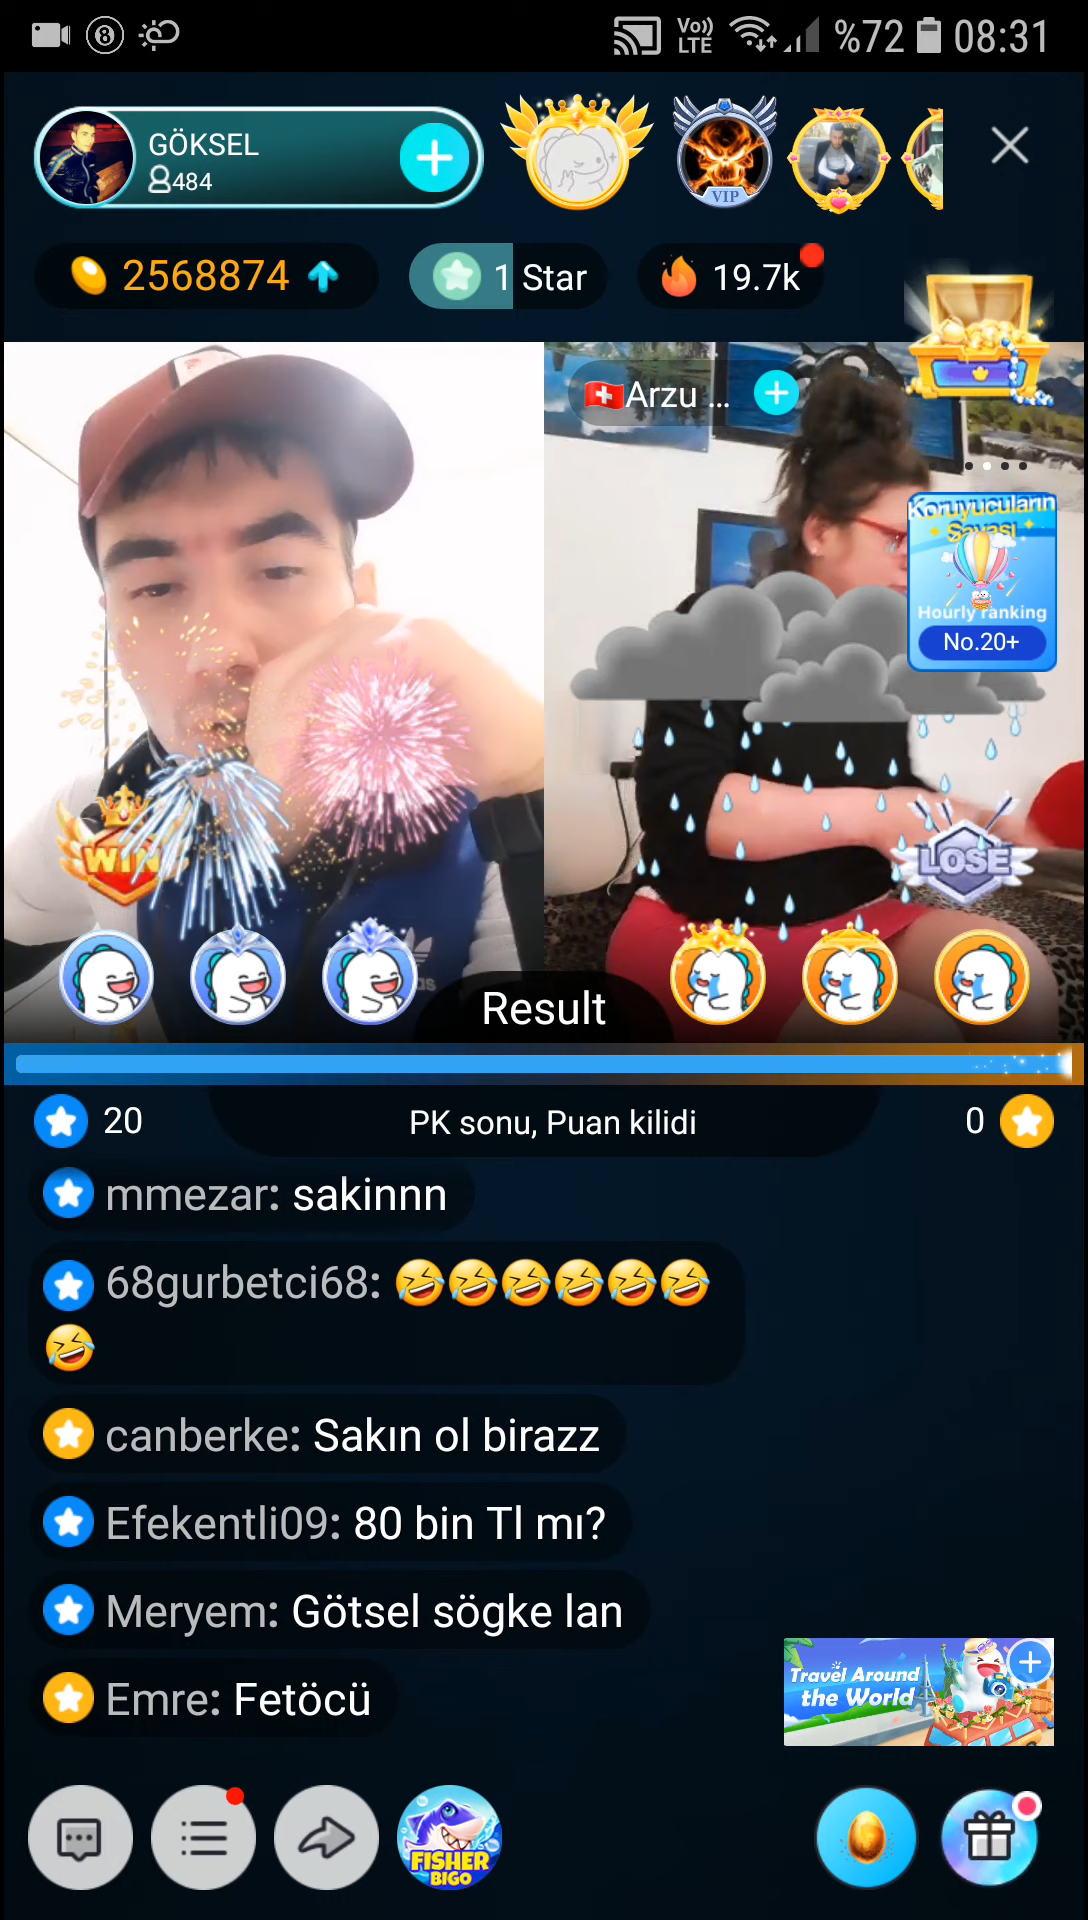 Vo)) LTE %72 08:31
GÖKSEL
484
VIP
2568874
1 Star
19.7k
Arzu ...
Koruyucuların
Savaşı
Hourly ranking
No.20+
WIN
LOSE
Result
20
PK sonu, Puan kilidi
0
mmezar: sakinnn
68gurbetci68: 🤣🤣🤣🤣🤣🤣
🤣
canberke: Sakın ol birazz
Efekentli09: 80 bin Tl mı?
Meryem: Götsel sögke lan
Emre: Fetöcü
Travel Around
the World
FISHER
BIGO